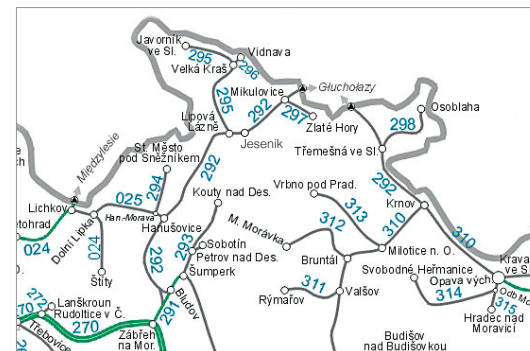 Javorník
ve Sl.
295
Vidnava
296
Velká Kraš
Mikulovice
Głuchołazy
295
292
297
Zlaté Hory
Osoblaha
298
Lipová
Lázně
Jeseník
Třemešná ve Sl.
Międzylesie
St. Město
pod Sněžníkem
294
292
292
Kouty nad Des.
Vrbno pod Prad.
313
Krnov
310
310
Lichkov
025
Han.Morava
Hanušovice
Dolní Lipka
024
024
Štíty
M. Morávka
312
Sobotín
293
Petrov nad Des.
Šumperk
292
Bludov
291
Bruntál
Milotice n. O.
Svobodné Heřmanice
Opava vých.
314
315
Hradec nad
Moravicí
311
Rýmařov
Valšov
272
Lanškroun
Rudoltice v Č.
270
Třebovice
Zábřeh
na Mor.
Budišov
nad Budišovkou